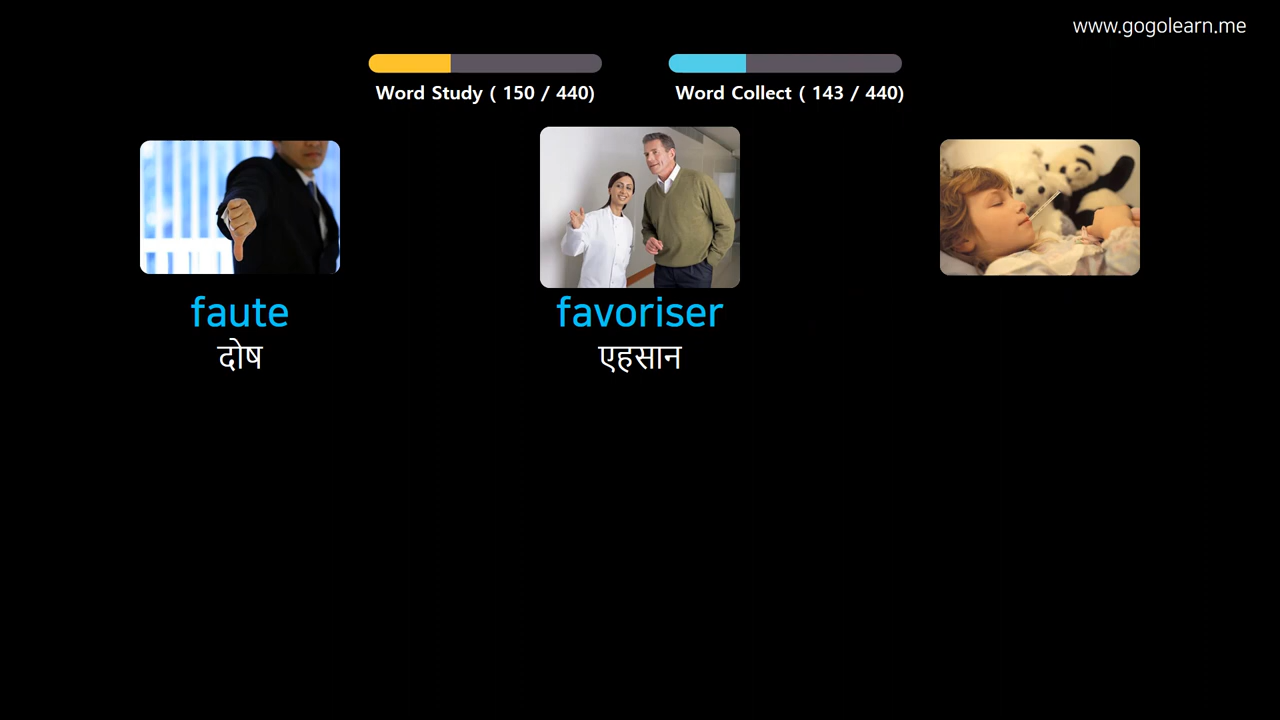 www.gogolearn.me
Word Study ( 150 / 440)
Word Collect ( 143 / 440)
faute
दोष
favoriser
एहसान